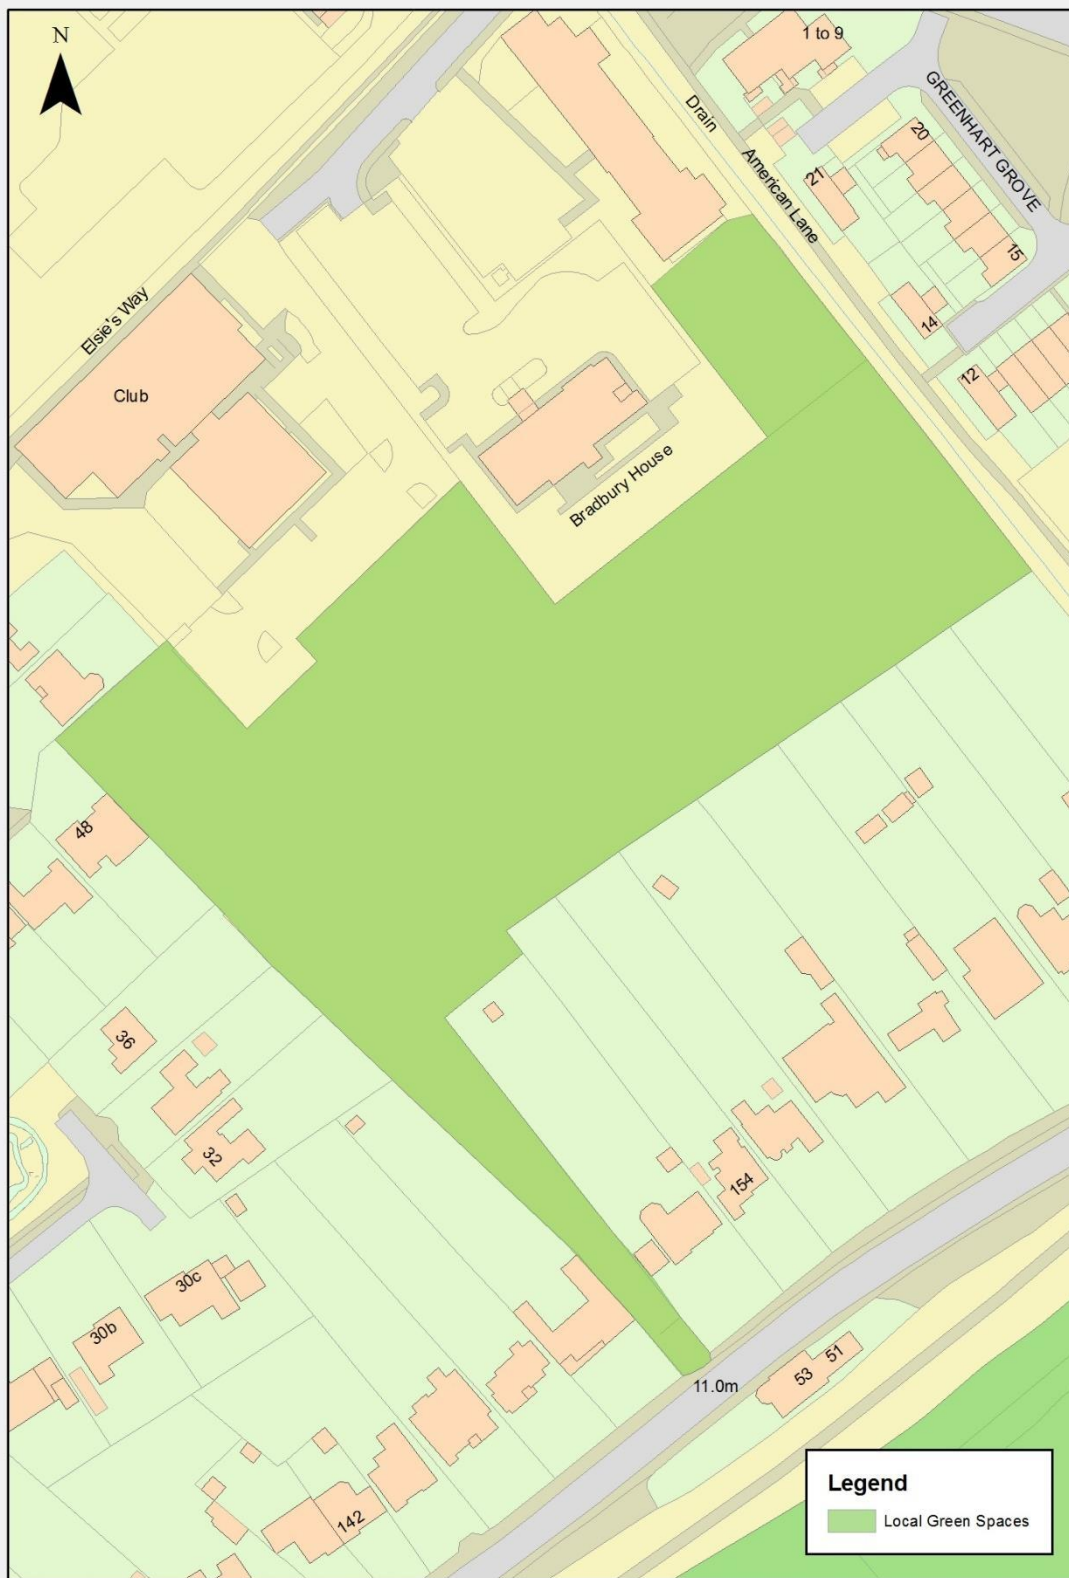 N
1 to 9
Drain
GREENHART GROVE
20
American Lane
21
15
Elsie's Way
14
12
Club
Bradbury House
48
36
32
154
30c
30b
11.0m
51
53
142
Legend
Local Green Spaces